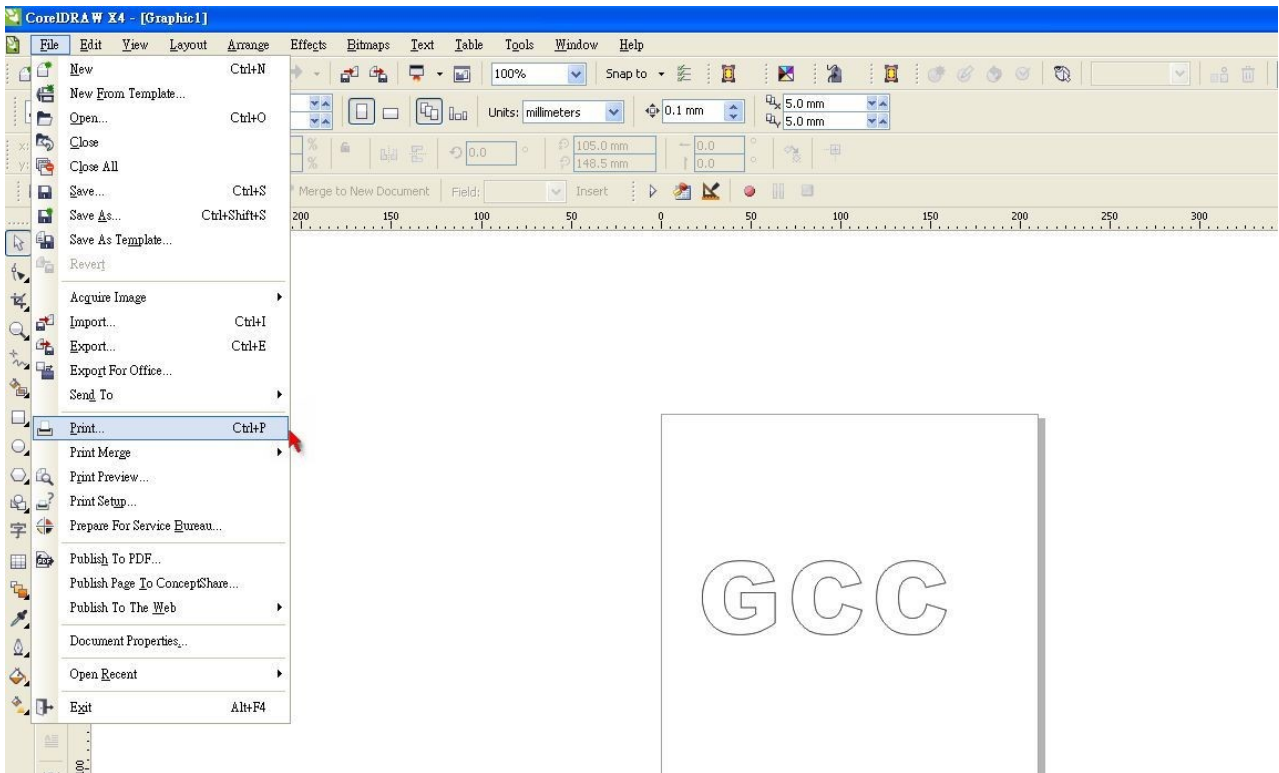 CorelDRAW X4 - [Graphic1]
File Edit View Layout Arrange Effects Bitmaps Text Table Tools Window Help
New Ctrl+N
New From Template...
Open... Ctrl+O
Close
Close All
Save... Ctrl+S
Save As... Ctrl+Shift+S
Save As Template...
Revert
Acquire Image
Import... Ctrl+I
Export... Ctrl+E
Export For Office...
Send To
Print... Ctrl+P
Print Merge
Print Preview...
Print Setup...
Prepare For Service Bureau...
Publish To PDF...
Publish Page To ConceptShare...
Publish To The Web
Document Properties...
Open Recent
Exit Alt+F4
100% Snap to
Units: millimeters 0.1 mm 5.0 mm
5.0 mm
x: % 0.0 ° 105.0 mm 0.0 °
y: % 148.5 mm 0.0 °
Merge to New Document Field: Insert
200 150 100 50 0 50 100 150 200 250 300
字
PDF
GCC